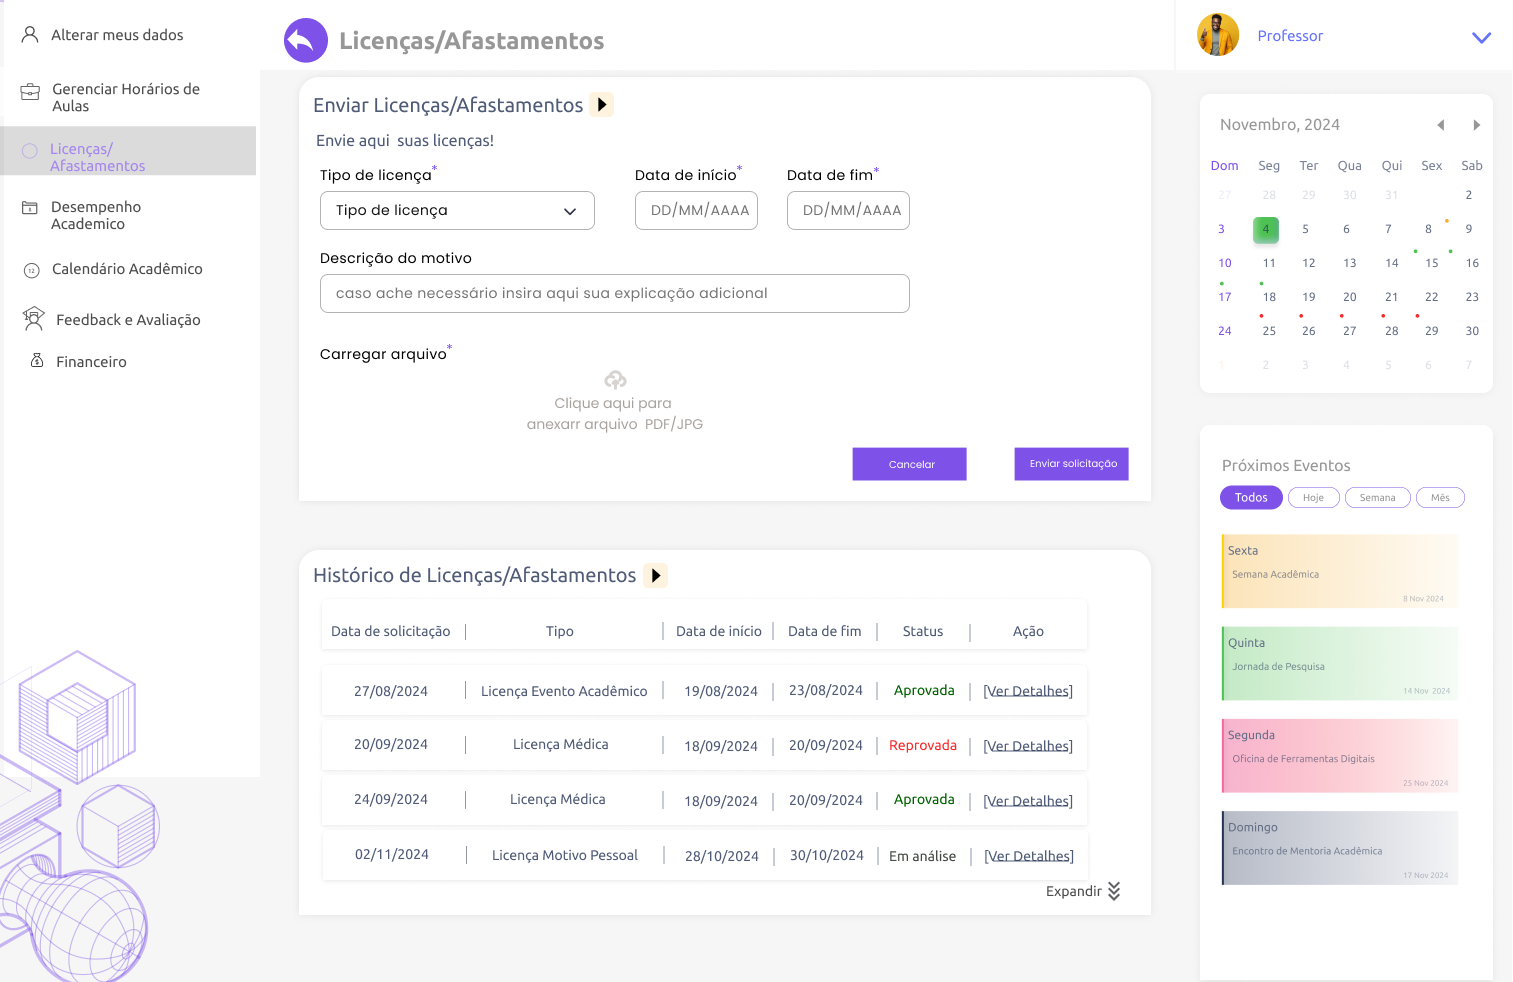 Alterar meus dados
Gerenciar Horários de
Aulas
Licenças/
Afastamentos
Desempenho
Academico
12
Calendário Acadêmico
Feedback e Avaliação
$
Financeiro
Licenças/Afastamentos
Enviar Licenças/Afastamentos
Envie aqui suas licenças!
Tipo de licença* Data de início* Data de fim*
Tipo de licença DD/MM/AAAA DD/MM/AAAA
Descrição do motivo
caso ache necessário insira aqui sua explicação adicional
Carregar arquivo*
Clique aqui para
anexarr arquivo PDF/JPG
Cancelar Enviar solicitação
Histórico de Licenças/Afastamentos
Data de solicitação | Tipo | Data de início | Data de fim | Status | Ação
27/08/2024 | Licença Evento Acadêmico | 19/08/2024 | 23/08/2024 | Aprovada | [Ver Detalhes]
20/09/2024 | Licença Médica | 18/09/2024 | 20/09/2024 | Reprovada | [Ver Detalhes]
24/09/2024 | Licença Médica | 18/09/2024 | 20/09/2024 | Aprovada | [Ver Detalhes]
02/11/2024 | Licença Motivo Pessoal | 28/10/2024 | 30/10/2024 | Em análise | [Ver Detalhes]
Expandir
Professor
Novembro, 2024
Dom Seg Ter Qua Qui Sex Sab
27 28 29 30 31 2
3 4 5 6 7 8 9
10 11 12 13 14 15 16
17 18 19 20 21 22 23
24 25 26 27 28 29 30
1 2 3 4 5 6 7
Próximos Eventos
Todos Hoje Semana Mês
Sexta
Semana Acadêmica
8 Nov 2024
Quinta
Jornada de Pesquisa
14 Nov. 2024
Segunda
Oficina de Ferramentas Digitais
25 Nov 2024
Domingo
Encontro de Mentoria Acadêmica
17 Nov 2024